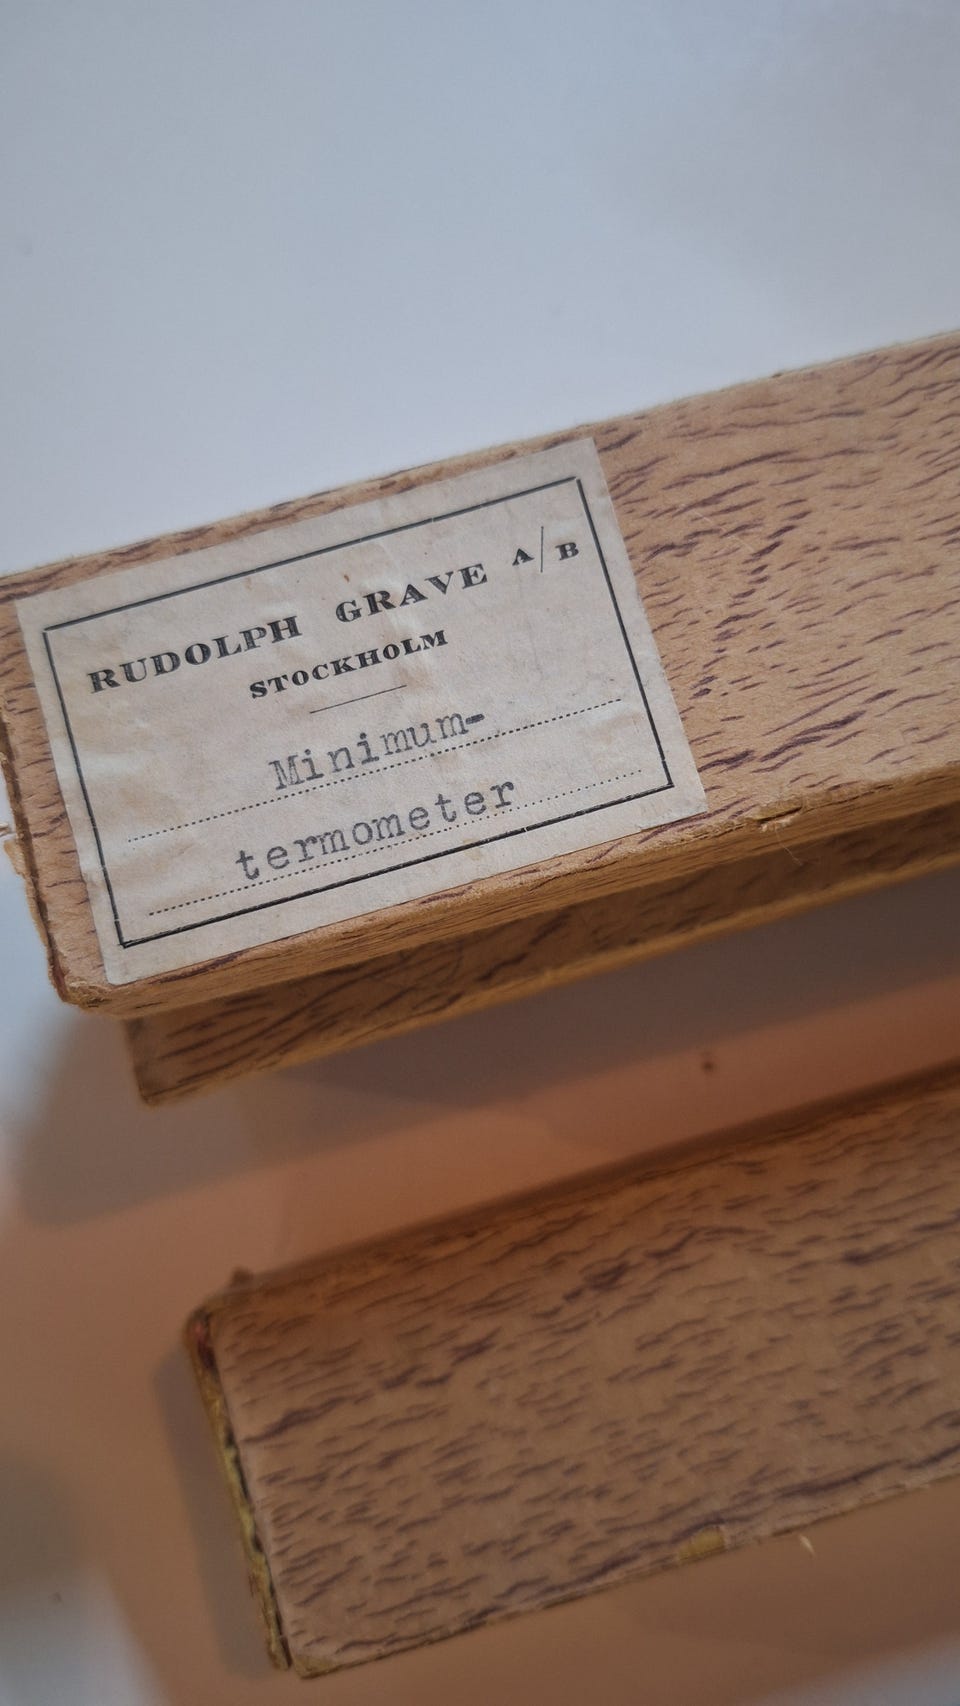 RUDOLPH GRAVE A/B
STOCKHOLM
Minimum-
termometer